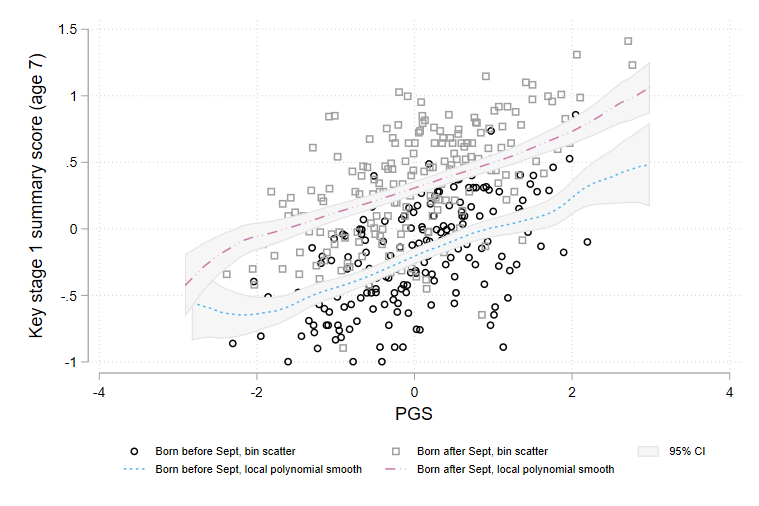 Key stage 1 summary score (age 7)
1.5
1
.5
0
-.5
-1
-4 -2 0 2 4
PGS
Born before Sept, bin scatter Born after Sept, bin scatter 95% CI
Born before Sept, local polynomial smooth Born after Sept, local polynomial smooth